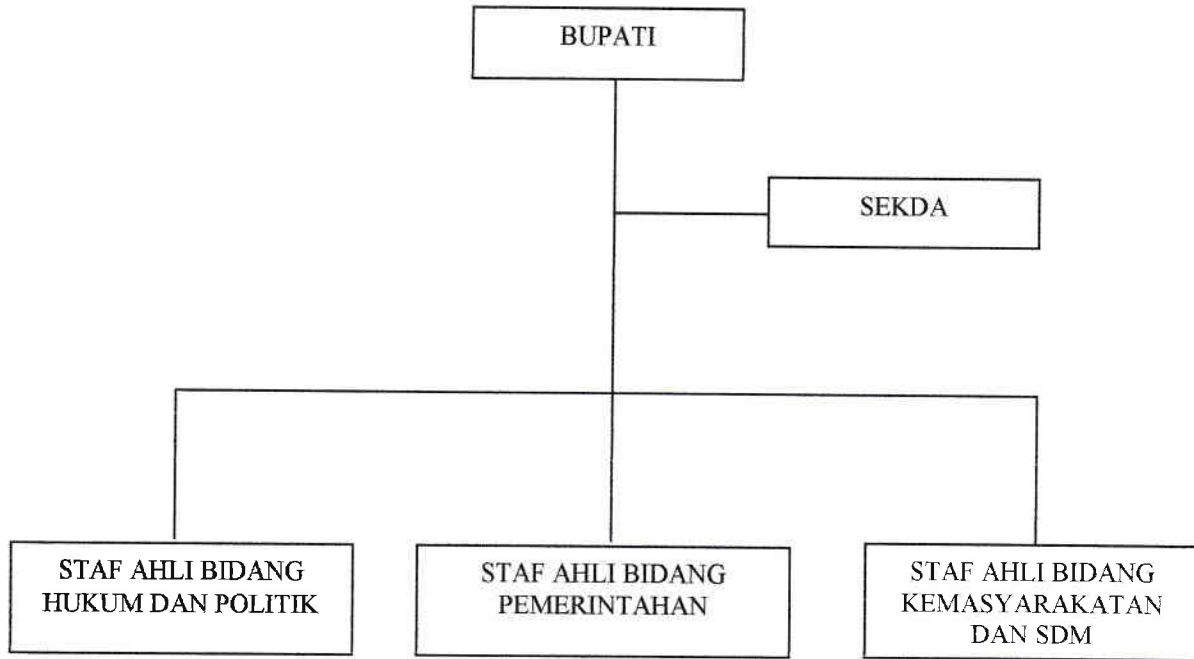 BUPATI
SEKDA
STAF AHLI BIDANG
HUKUM DAN POLITIK
STAF AHLI BIDANG
PEMERINTAHAN
STAF AHLI BIDANG
KEMASYARAKATAN
DAN SDM